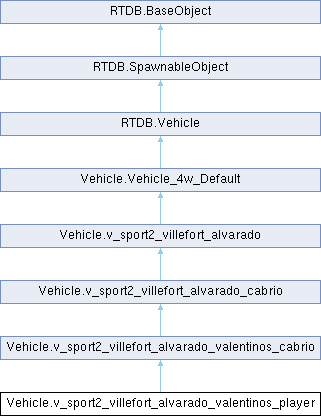 RTDB.BaseObject
RTDB.SpawnableObject
RTDB.Vehicle
Vehicle.Vehicle_4w_Default
Vehicle.v_sport2_villefort_alvarado
Vehicle.v_sport2_villefort_alvarado_cabrio
Vehicle.v_sport2_villefort_alvarado_valentinos_cabrio
Vehicle.v_sport2_villefort_alvarado_valentinos_player